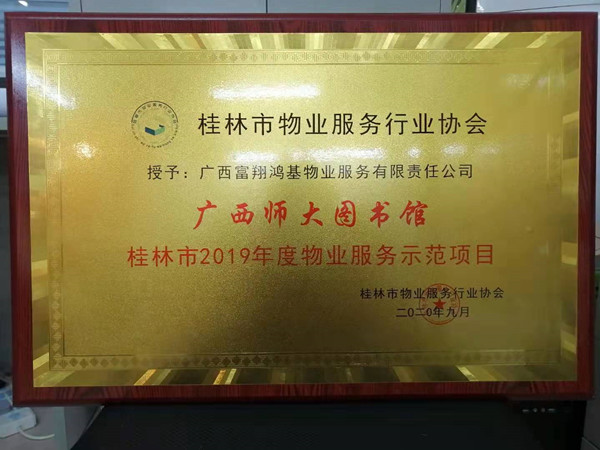 桂林市物业服务行业协会
授予：广西富翔鸿基物业服务有限责任公司
广西师大图书馆
桂林市2019年度物业服务示范项目
桂林市物业服务行业协会
二〇二〇年九月